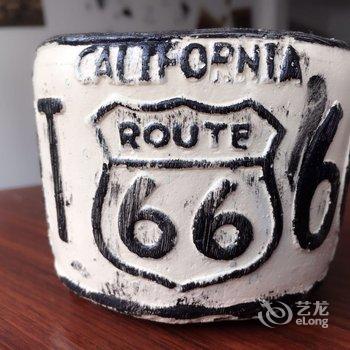 CALIFORNIA
ROUTE
T 66 6
艺龙
eLong